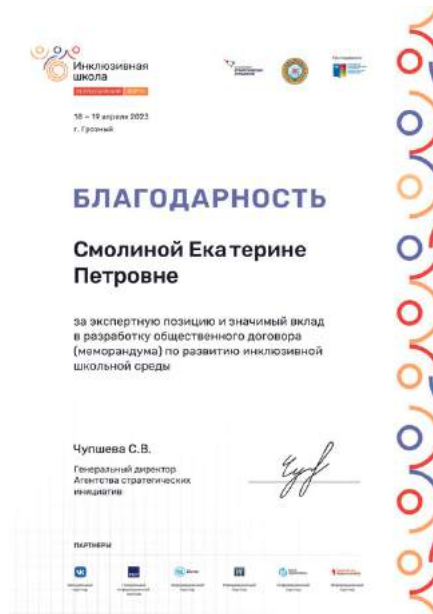 Инклюзивная
школа
18 – 19 апреля 2023
г. Грозный
БЛАГОДАРНОСТЬ
Смолиной Екатерине
Петровне
за экспертную позицию и значимый вклад
в разработку общественного договора
(меморандума) по развитию инклюзивной
школьной среды
Чупшева С.В.
Генеральный директор
Агентства стратегических
инициатив
ПАРТНЕРЫ